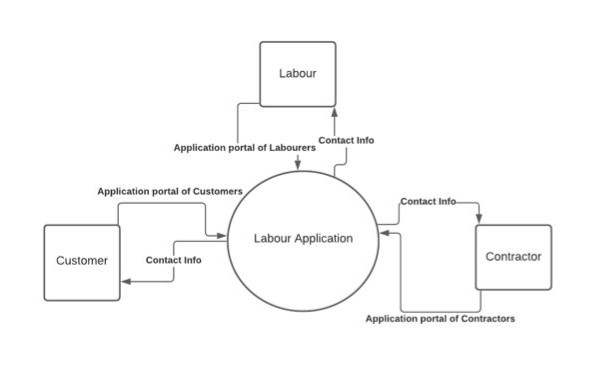 Labour
Application portal of Labourers
Contact Info
Application portal of Customers
Contact Info
Labour Application
Customer
Contact Info
Contractor
Application portal of Contractors